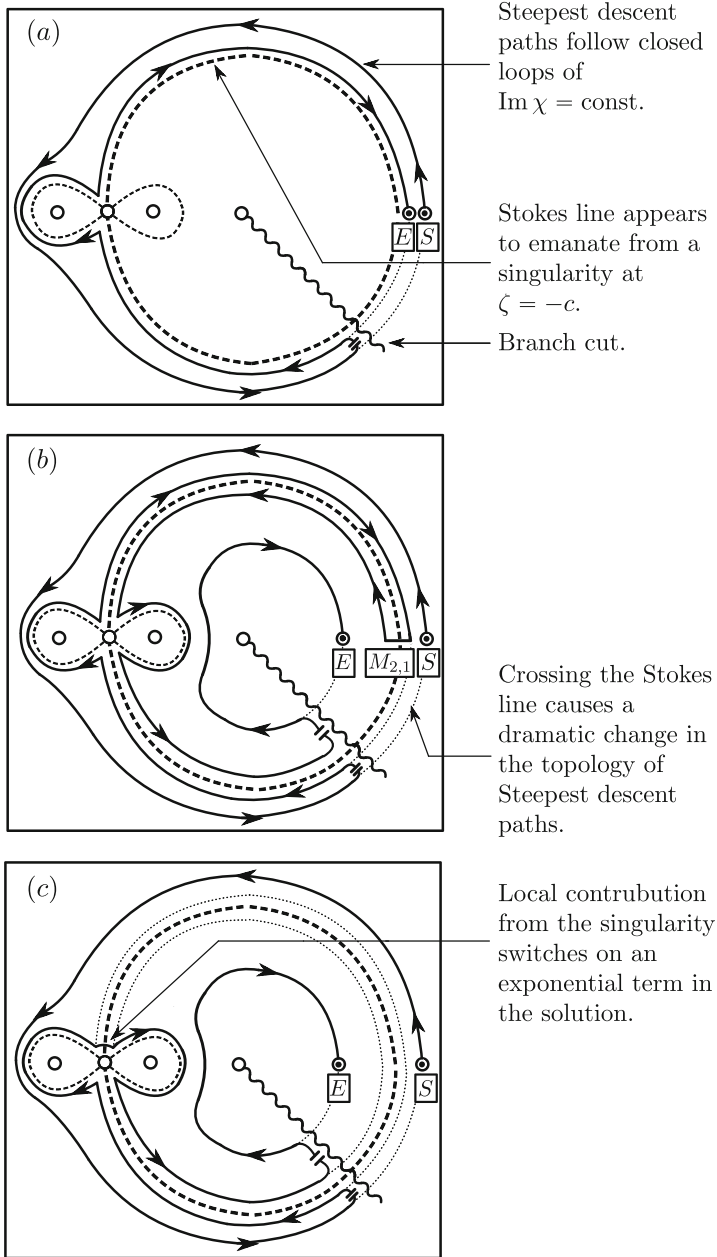 (a)
Steepest descent
paths follow closed
loops of
Im χ = const.
Stokes line appears
to emanate from a
singularity at
ζ = −c.
Branch cut.
E S
(b)
E M2,1 S
Crossing the Stokes
line causes a
dramatic change in
the topology of
Steepest descent
paths.
(c)
Local contrubution
from the singularity
switches on an
exponential term in
the solution.
E S